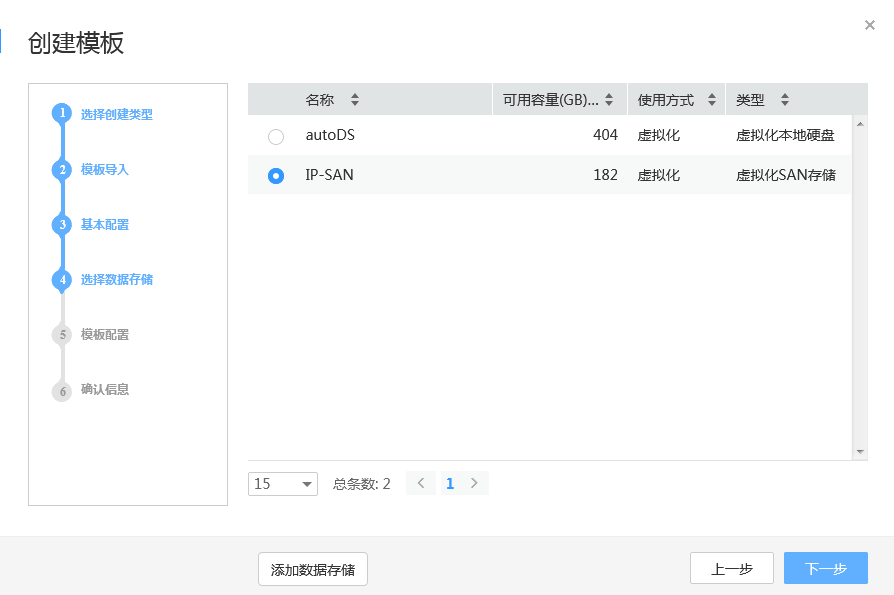 创建模板
×
1 选择创建类型
2 模板导入
3 基本配置
4 选择数据存储
5 模板配置
6 确认信息
名称 可用容量(GB)... 使用方式 类型
autoDS 404 虚拟化 虚拟化本地硬盘
IP-SAN 182 虚拟化 虚拟化SAN存储
15 总条数: 2 < 1 >
添加数据存储 上一步 下一步